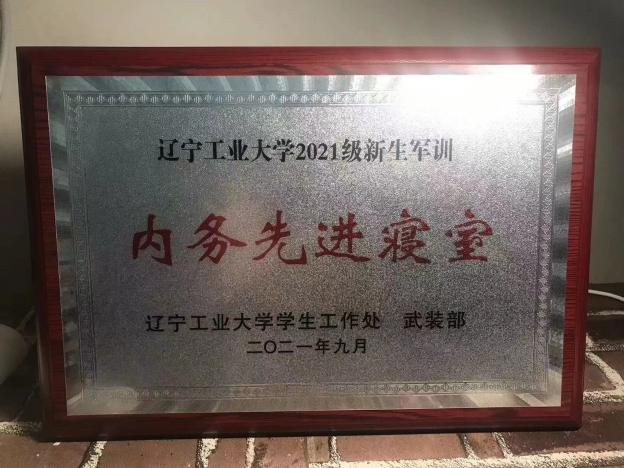 辽宁工业大学2021级新生军训
内务先进寝室
辽宁工业大学学生工作处 武装部
二〇二一年九月